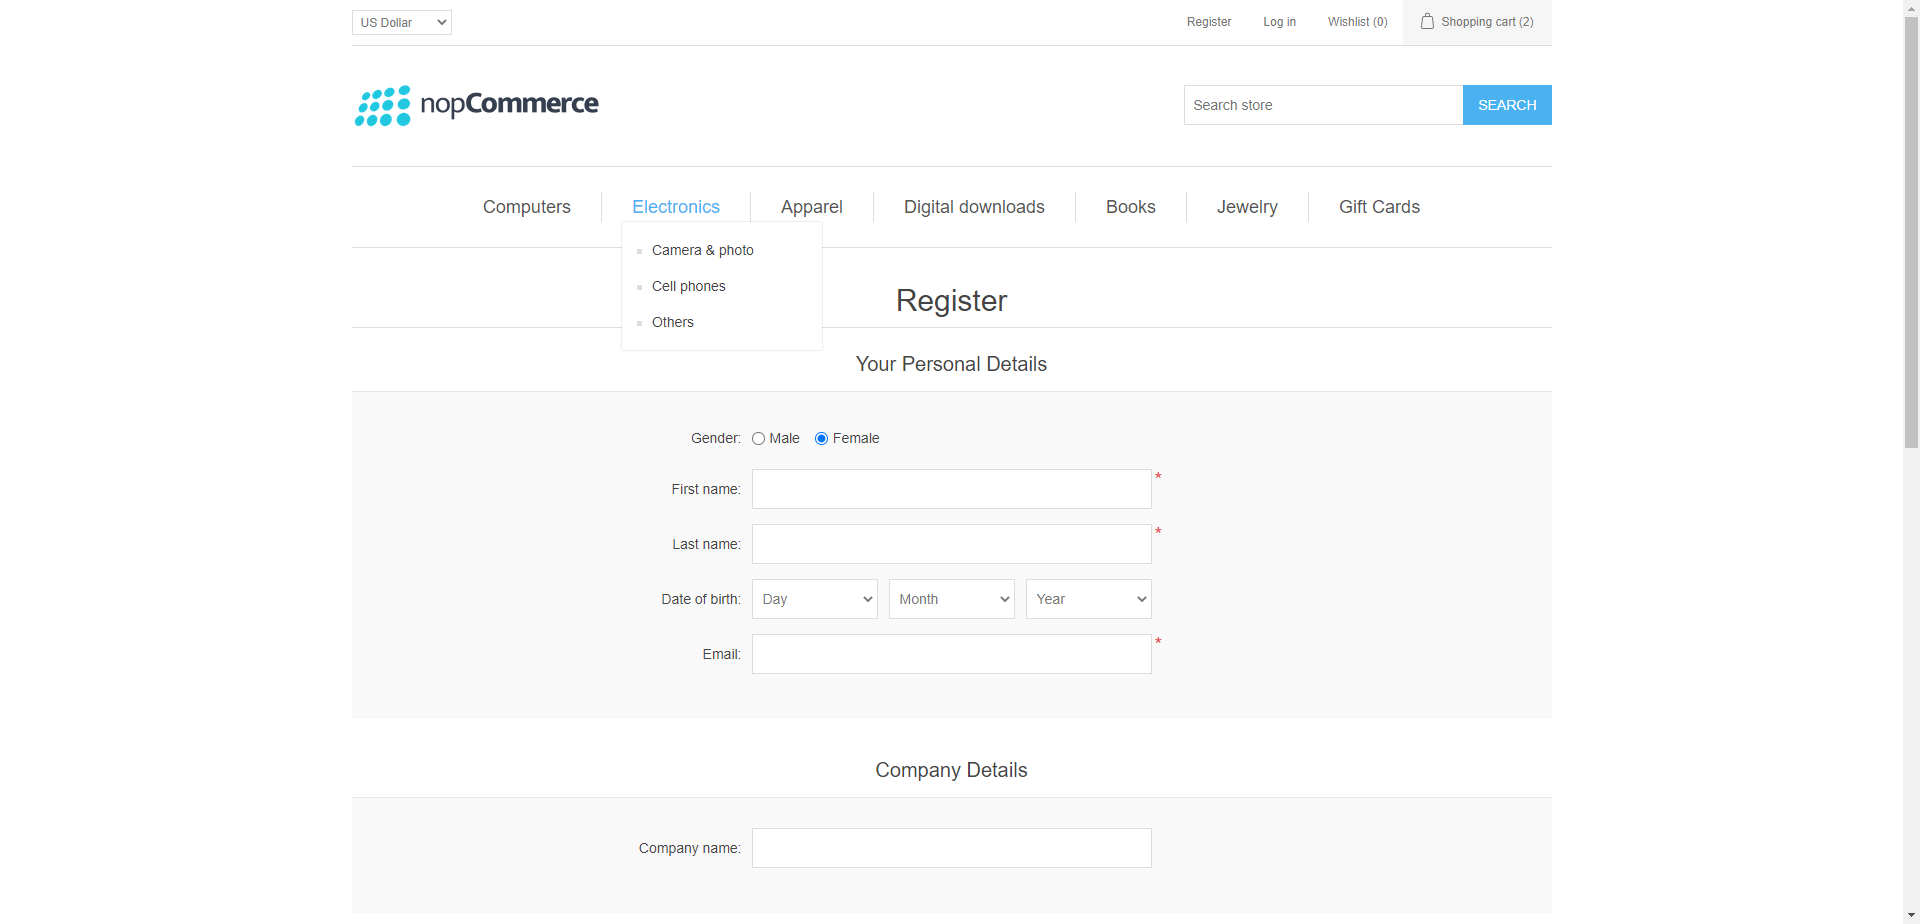 US Dollar
Register
Log in
Wishlist (0)
Shopping cart (2)
nopCommerce
Search store
SEARCH
Computers
Electronics
Apparel
Digital downloads
Books
Jewelry
Gift Cards
Camera & photo
Cell phones
Others
Register
Your Personal Details
Gender:
Male
Female
First name:
*
Last name:
*
Date of birth:
Day
Month
Year
Email:
*
Company Details
Company name: